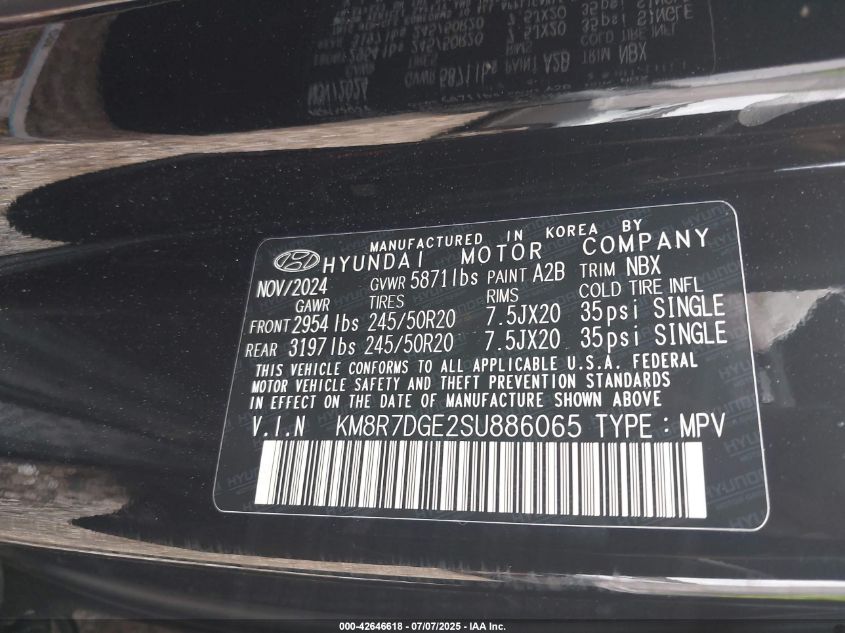 MANUFACTURED IN KOREA BY
HYUNDAI MOTOR COMPANY
NOV/2024 GVWR 5871lbs PAINT A2B TRIM NBX
GAWR TIRES RIMS COLD TIRE INFL
FRONT 2954lbs 245/50R20 7.5JX20 35psi SINGLE
REAR 3197lbs 245/50R20 7.5JX20 35psi SINGLE
THIS VEHICLE CONFORMS TO ALL APPLICABLE U.S.A. FEDERAL
MOTOR VEHICLE SAFETY AND THEFT PREVENTION STANDARDS
IN EFFECT ON THE DATE OF MANUFACTURE SHOWN ABOVE
V.I.N KM8R7DGE2SU886065 TYPE : MPV
000-42646618 - 07/07/2025 - IAA Inc.